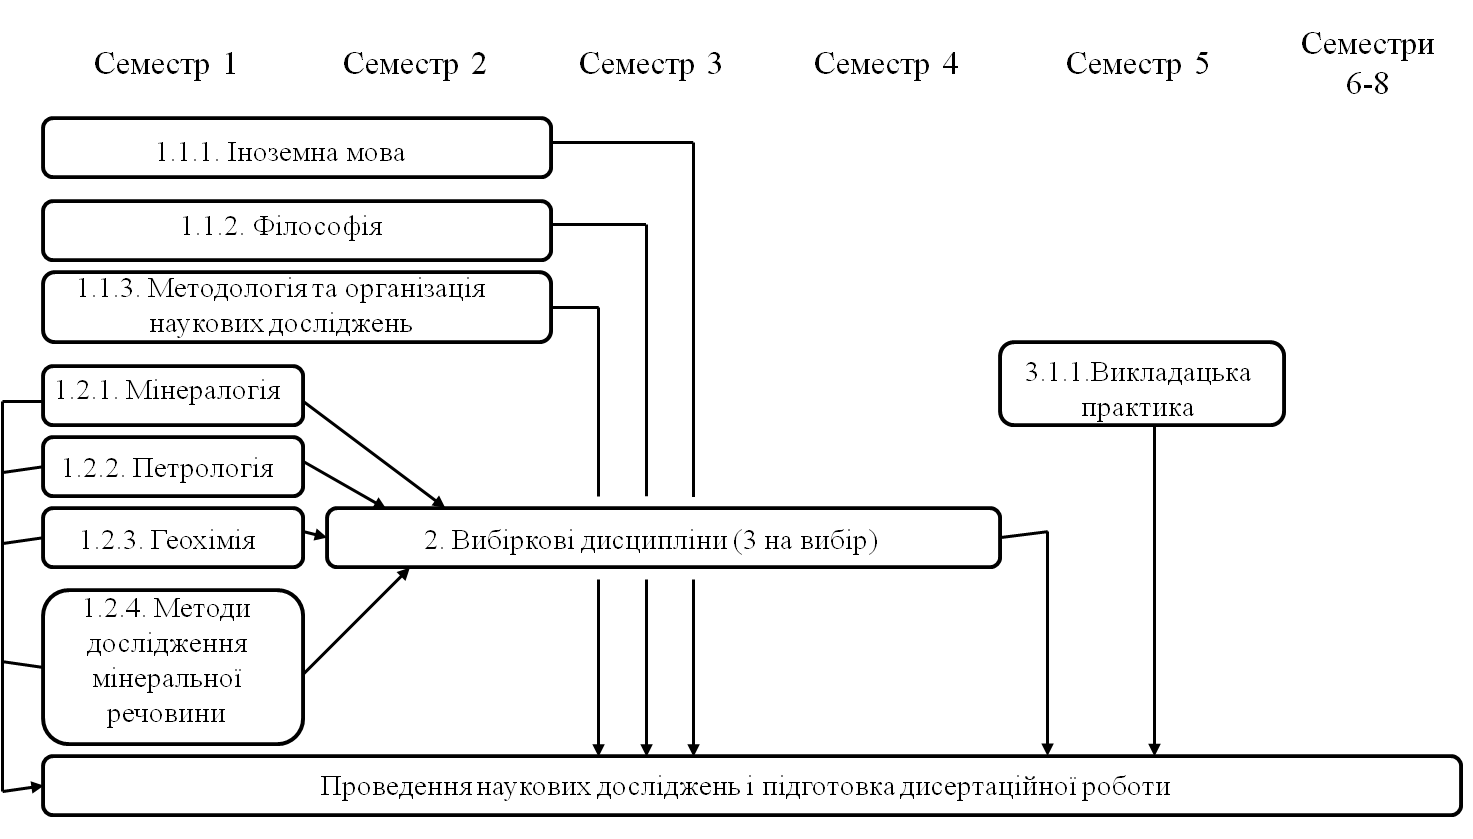 Семестр 1
Семестр 2
Семестр 3
Семестр 4
Семестр 5
Семестри
6-8
1.1.1. Іноземна мова
1.1.2. Філософія
1.1.3. Методологія та організація
наукових досліджень
1.2.1. Мінералогія
3.1.1.Викладацька
практика
1.2.2. Петрологія
1.2.3. Геохімія
2. Вибіркові дисципліни (3 на вибір)
1.2.4. Методи
дослідження
мінеральної
речовини
Проведення наукових досліджень і підготовка дисертаційної роботи